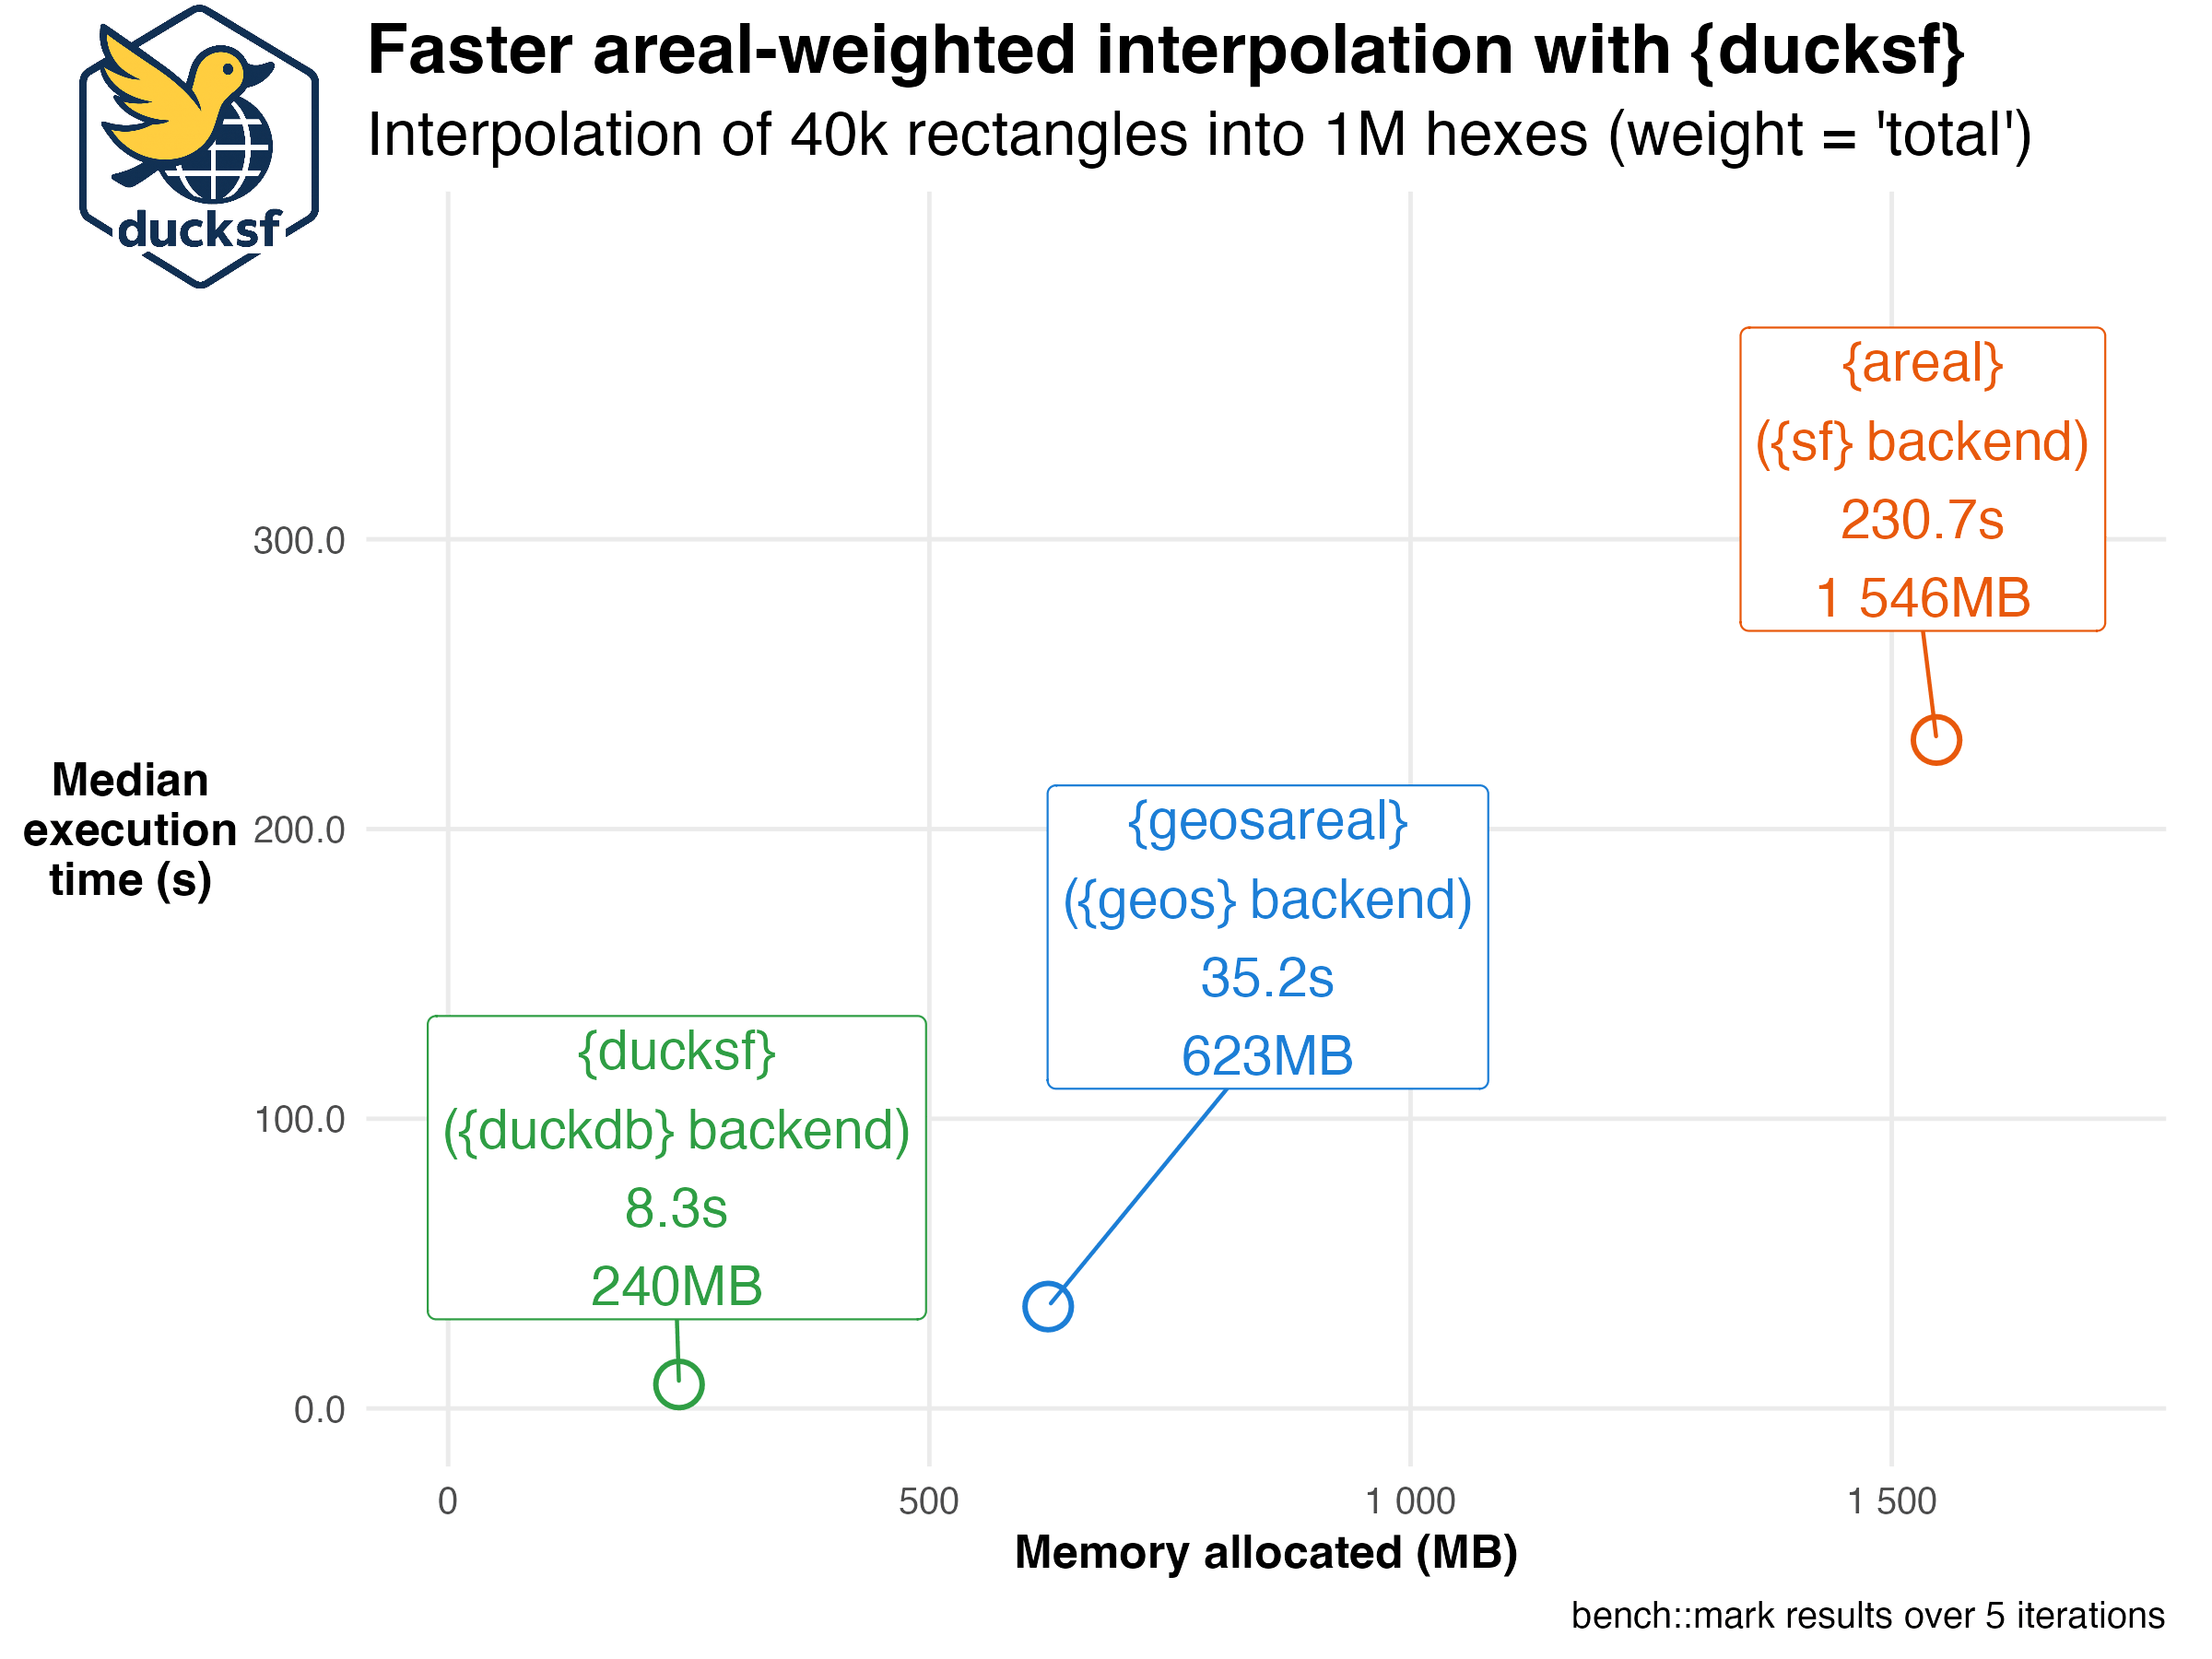 ducksf
Faster areal-weighted interpolation with {ducksf}
Interpolation of 40k rectangles into 1M hexes (weight = 'total')
{areal}
({sf} backend)
230.7s
1 546MB
{geosareal}
({geos} backend)
35.2s
623MB
{ducksf}
({duckdb} backend)
8.3s
240MB
Median
execution
time (s)
300.0
200.0
100.0
0.0
0
500
1 000
1 500
Memory allocated (MB)
bench::mark results over 5 iterations